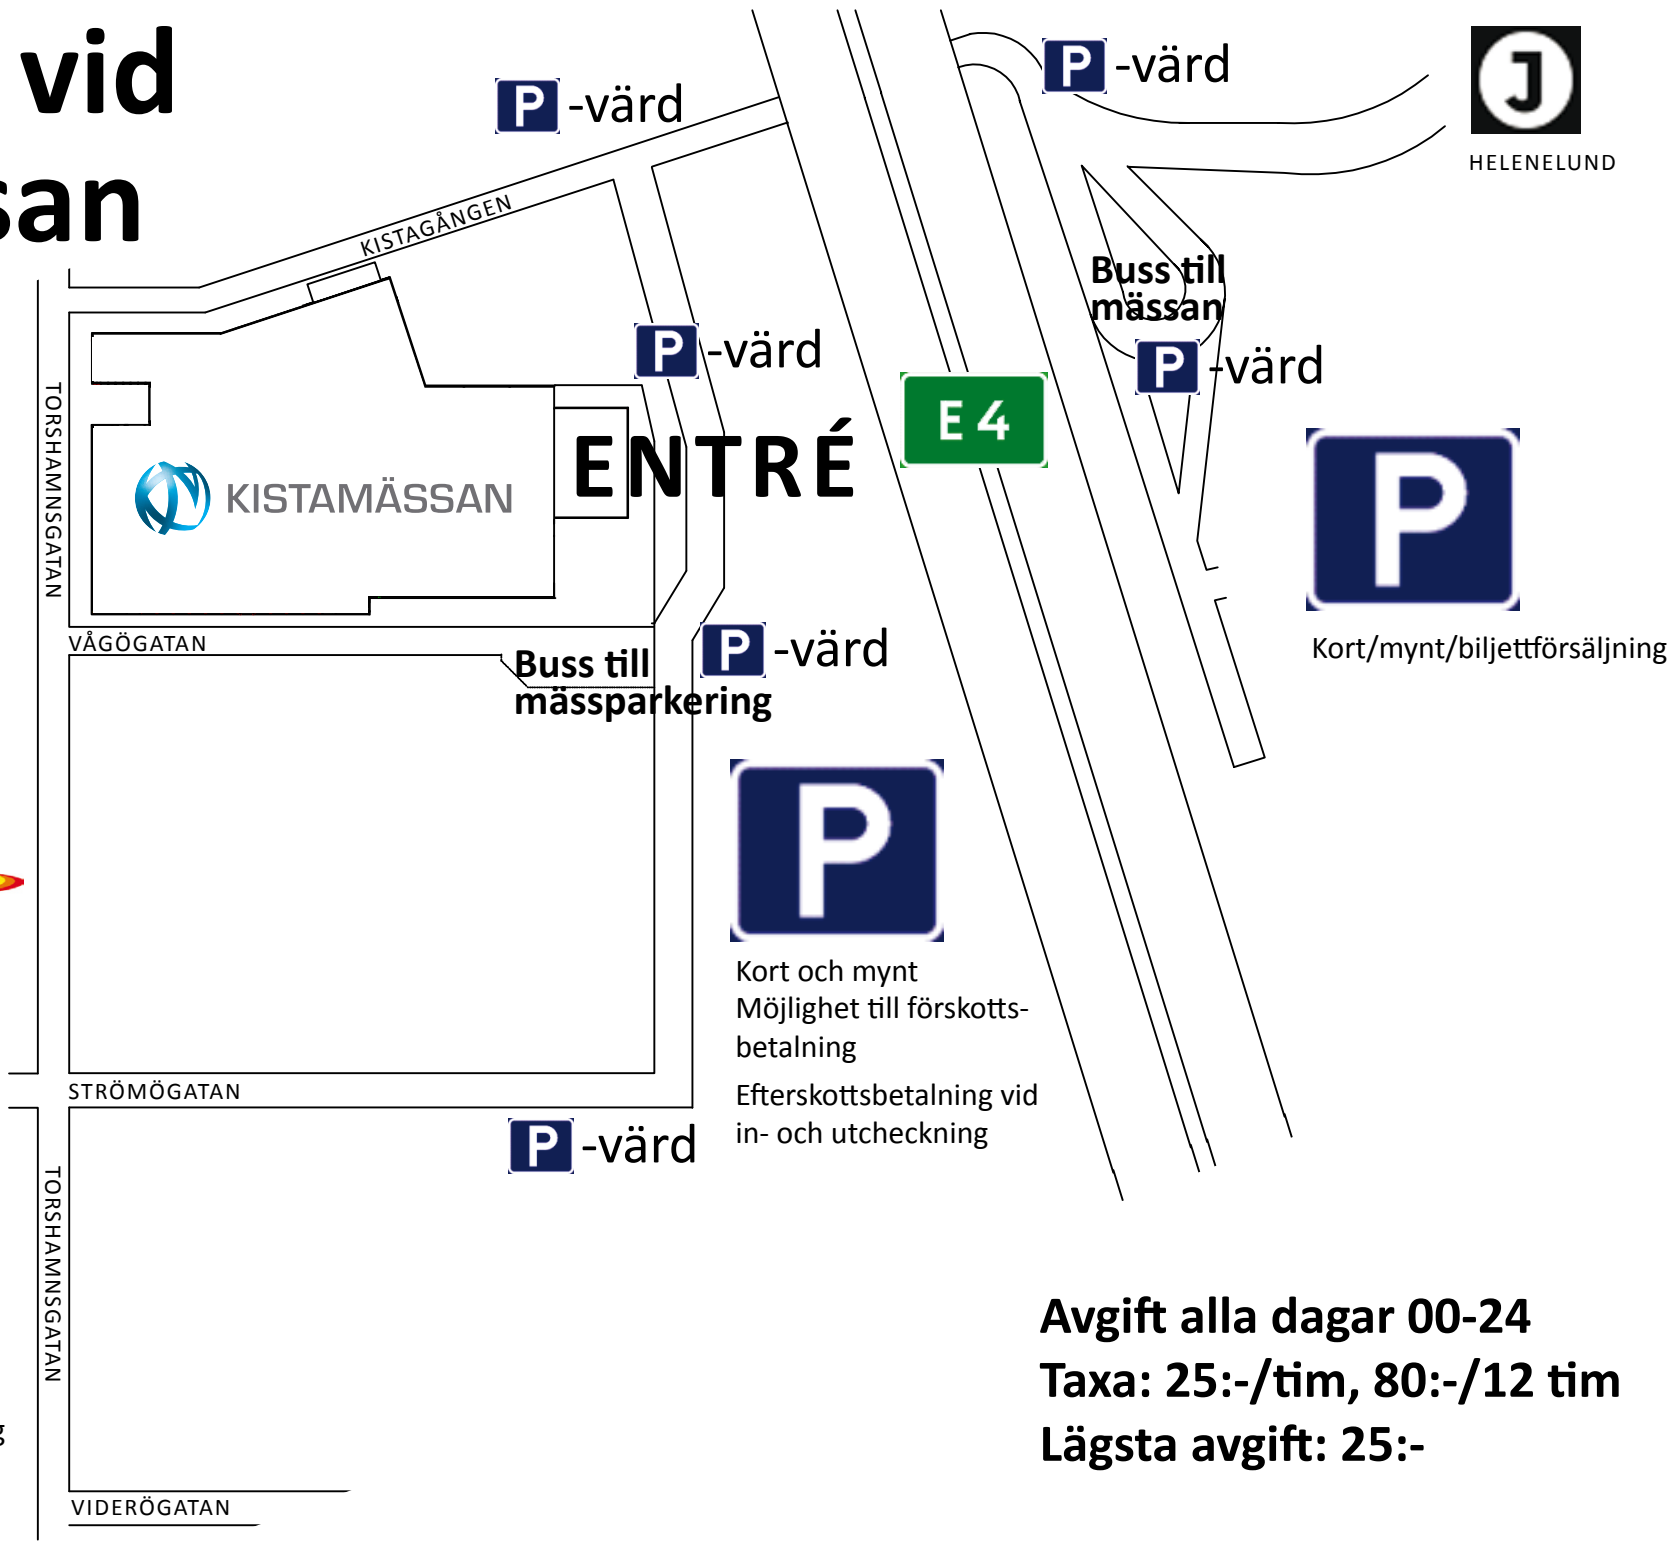 vid
san
P -värd
P -värd
J
HELENELUND
KISTAGÅNGEN
Buss till
mässan
P -värd
P -värd
E 4
TORSHAMNSGATAN
KISTAMÄSSAN
ENTRÉ
P
Kort/mynt/biljettförsäljning
VÅGÖGATAN
Buss till
mässparkering
P -värd
P
Kort och mynt
Möjlighet till förskotts-
betalning
Efterskottsbetalning vid
in- och utcheckning
STRÖMÖGATAN
P -värd
TORSHAMNSGATAN
Avgift alla dagar 00-24
Taxa: 25:-/tim, 80:-/12 tim
Lägsta avgift: 25:-
g
VIDERÖGATAN